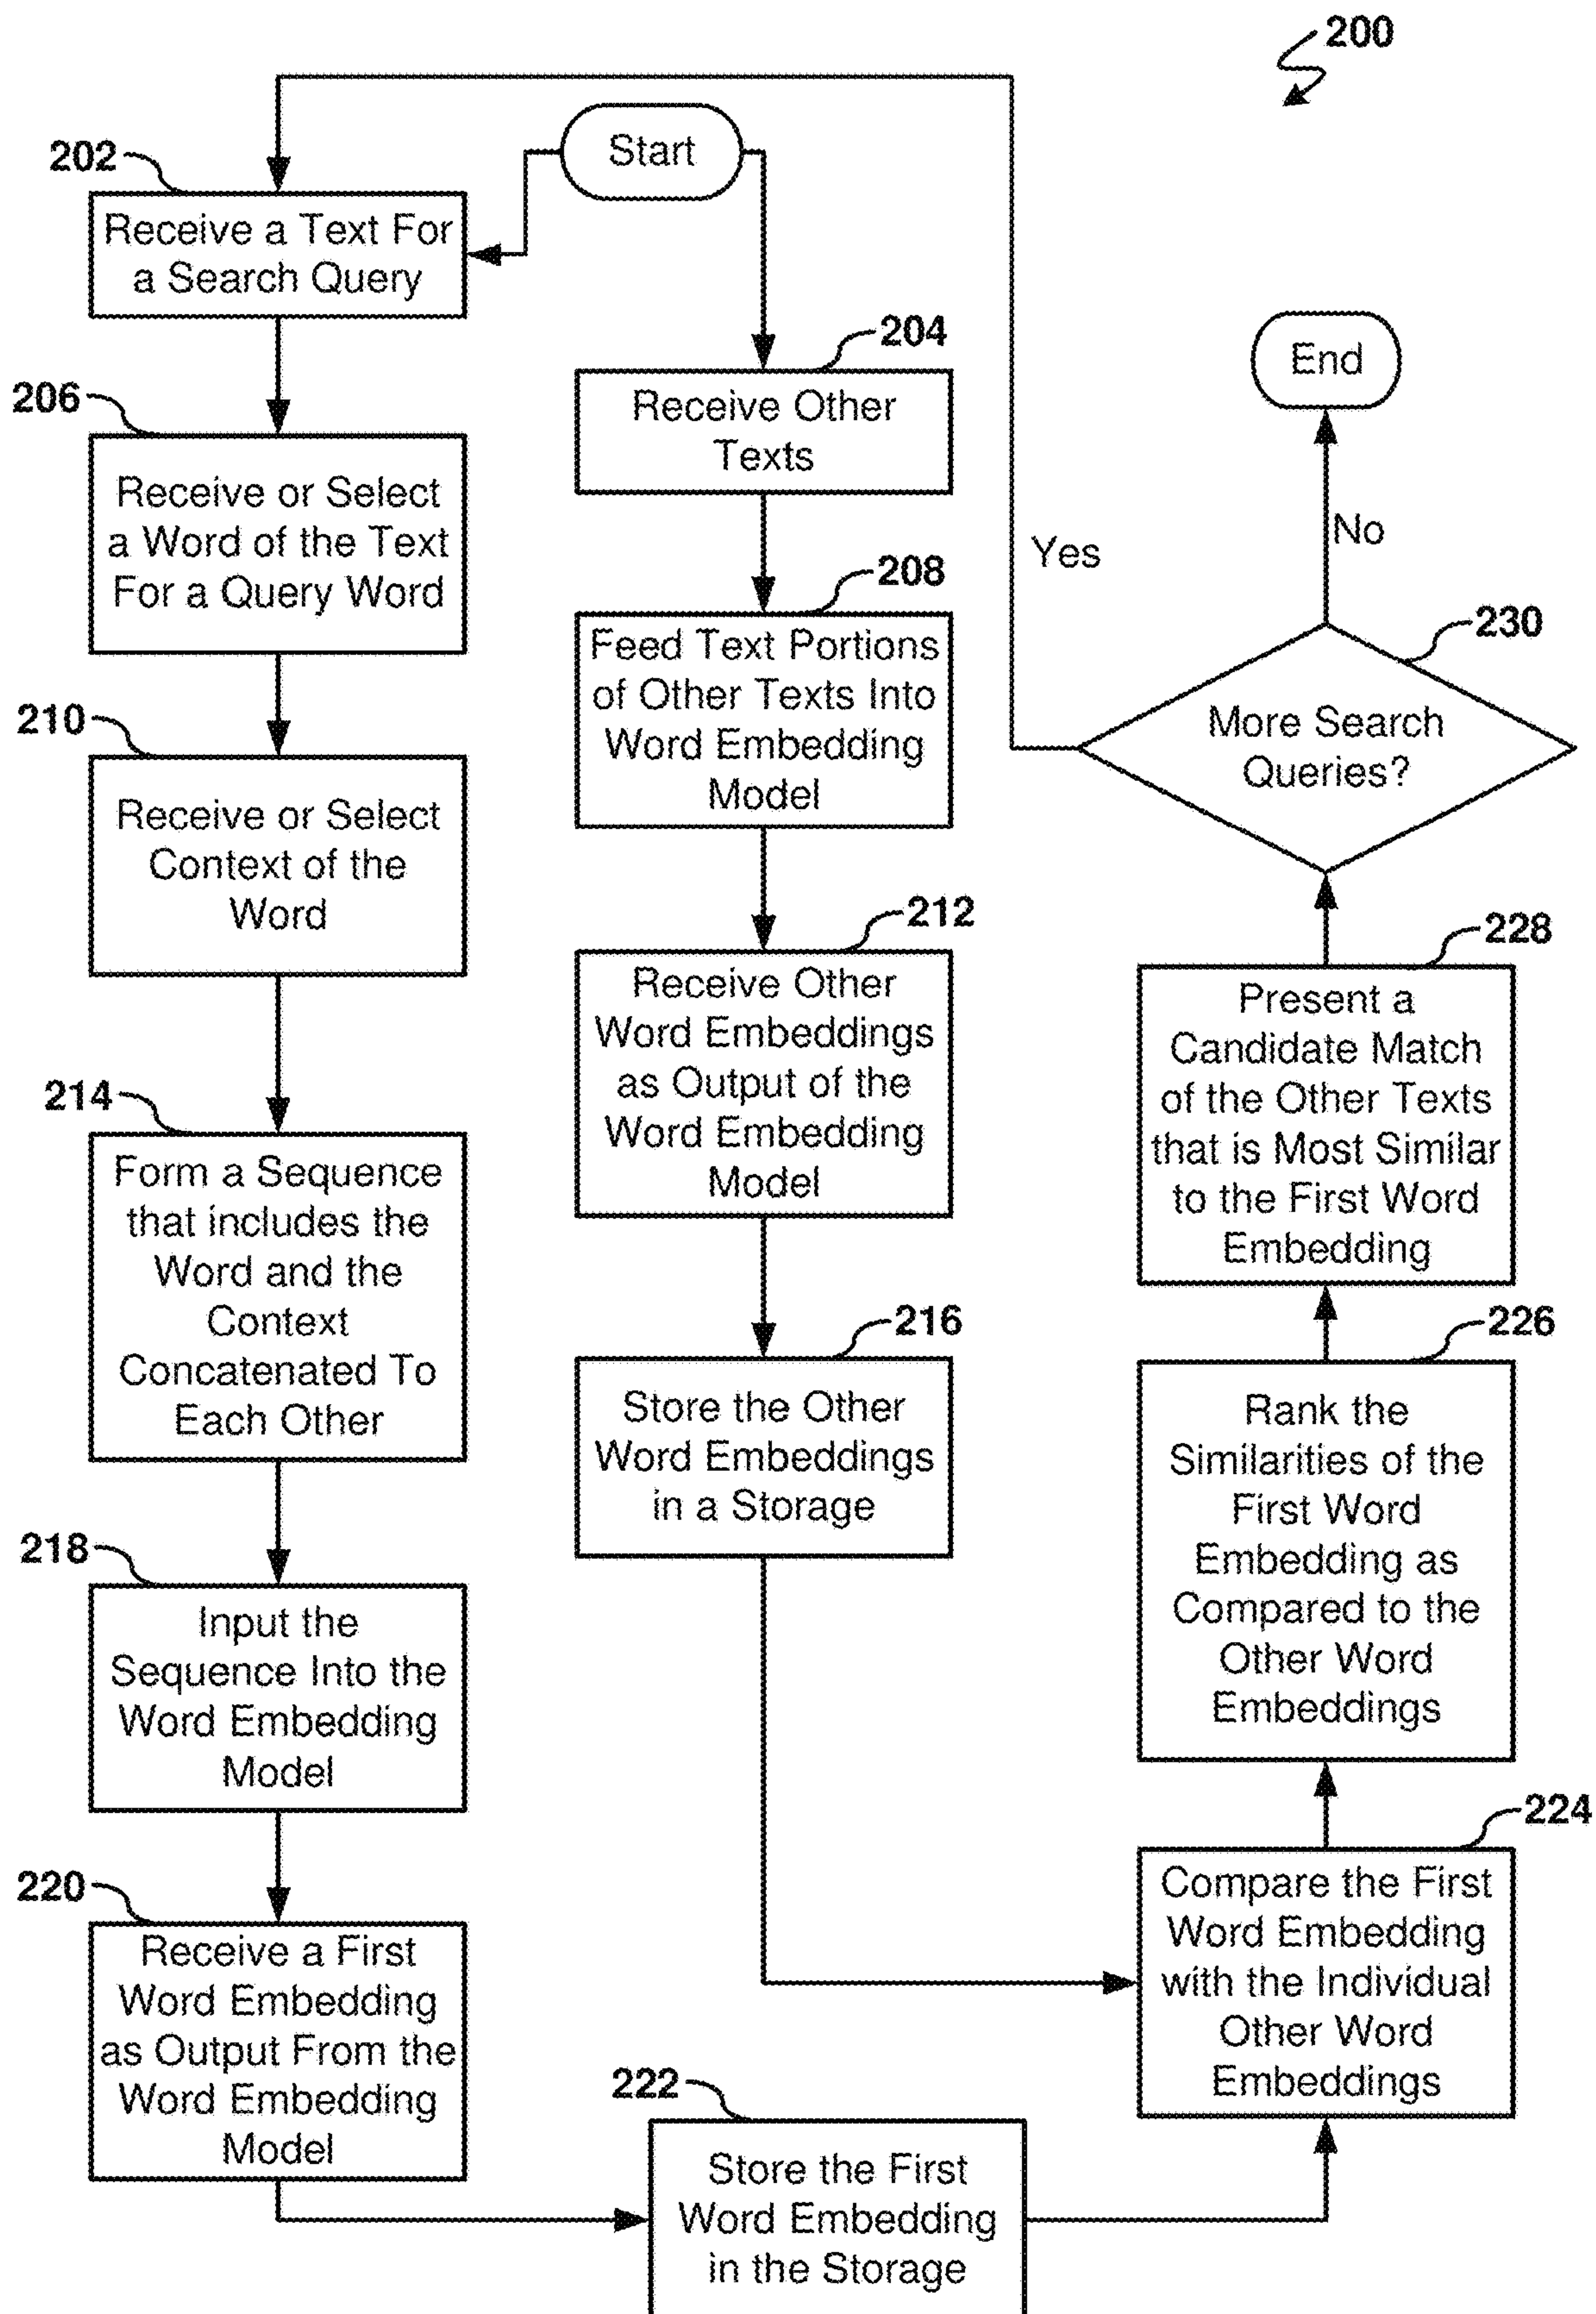 200
Start
202
Receive a Text For
a Search Query
204
Receive Other
Texts
End
206
Receive or Select
a Word of the Text
For a Query Word
Yes
No
208
Feed Text Portions
of Other Texts Into
Word Embedding
Model
230
More Search
Queries?
210
Receive or Select
Context of the
Word
212
Receive Other
Word Embeddings
as Output of the
Word Embedding
Model
228
Present a
Candidate Match
of the Other Texts
that is Most Similar
to the First Word
Embedding
214
Form a Sequence
that includes the
Word and the
Context
Concatenated To
Each Other
216
Store the Other
Word Embeddings
in a Storage
226
Rank the
Similarities of the
First Word
Embedding as
Compared to the
Other Word
Embeddings
218
Input the
Sequence Into the
Word Embedding
Model
224
Compare the First
Word Embedding
with the Individual
Other Word
Embeddings
220
Receive a First
Word Embedding
as Output From the
Word Embedding
Model
222
Store the First
Word Embedding
in the Storage